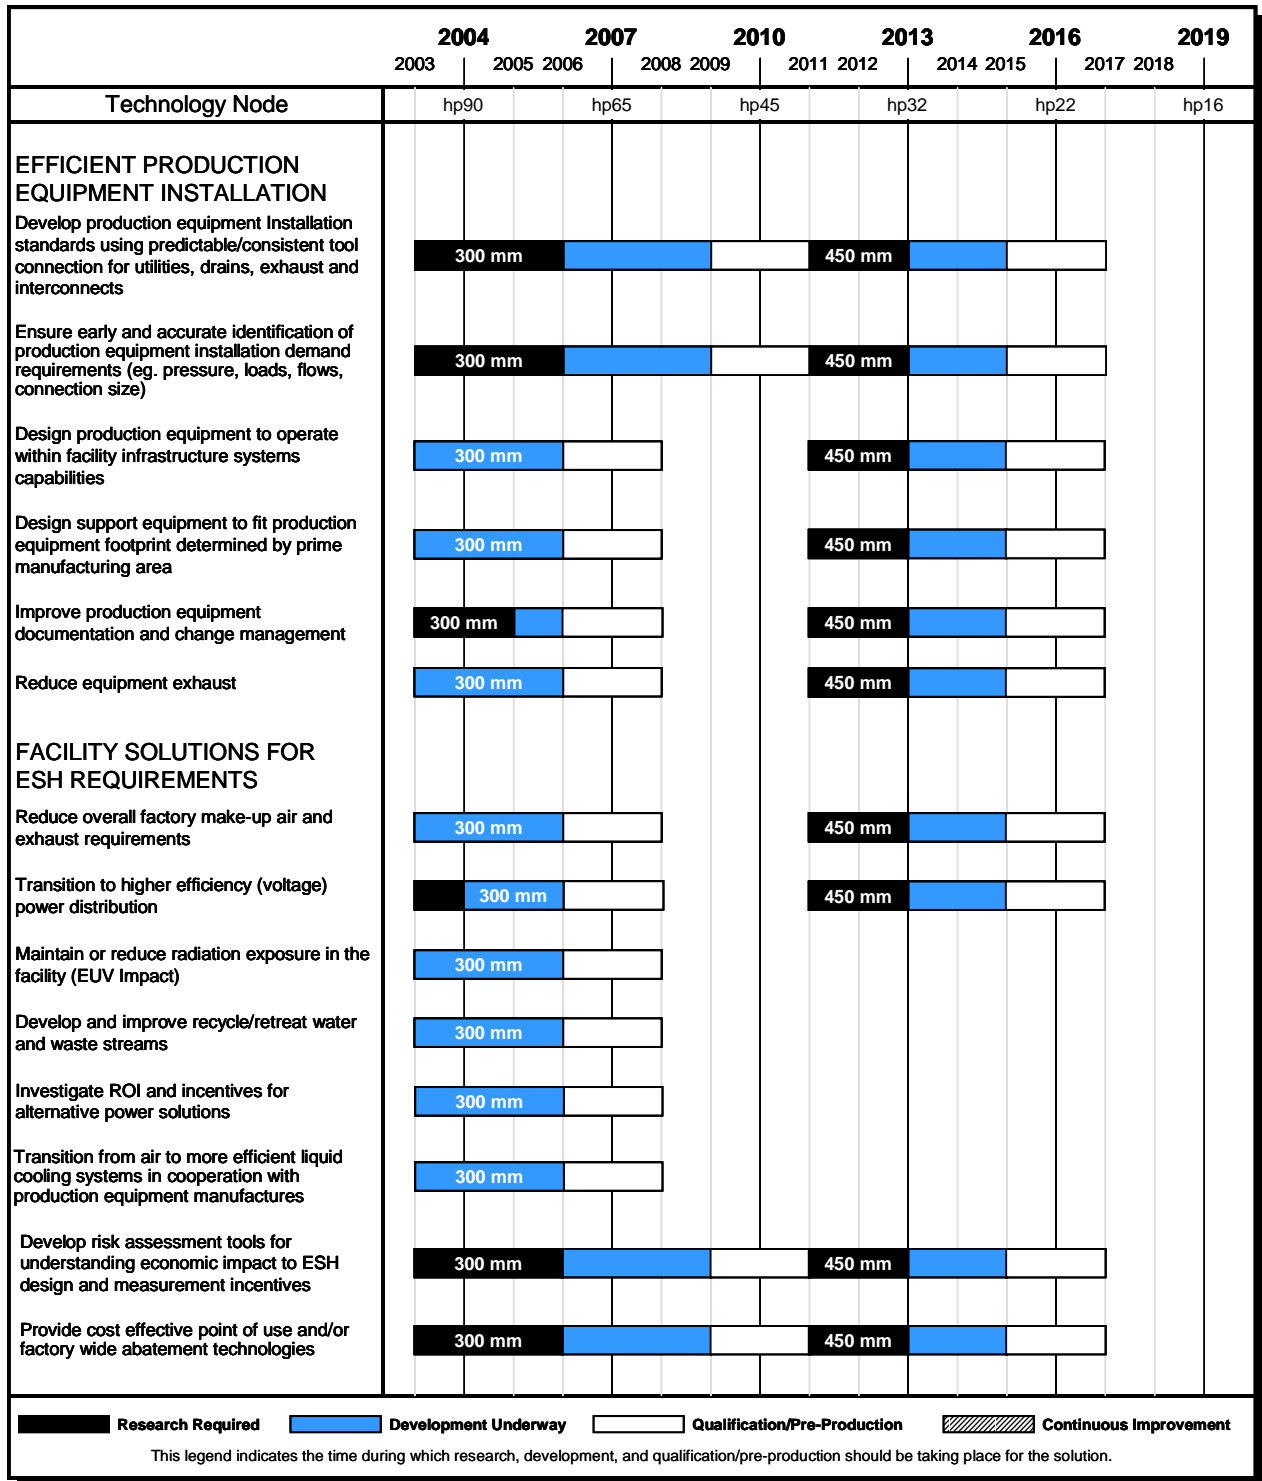 2004 2007 2010 2013 2016 2019
2003 2005 2006 2008 2009 2011 2012 2014 2015 2017 2018
Technology Node hp90 hp65 hp45 hp32 hp22 hp16
EFFICIENT PRODUCTION
EQUIPMENT INSTALLATION
Develop production equipment Installation
standards using predictable/consistent tool
connection for utilities, drains, exhaust and
interconnects
300 mm 450 mm
Ensure early and accurate identification of
production equipment installation demand
requirements (eg. pressure, loads, flows,
connection size)
300 mm 450 mm
Design production equipment to operate
within facility infrastructure systems
capabilities
300 mm 450 mm
Design support equipment to fit production
equipment footprint determined by prime
manufacturing area
300 mm 450 mm
Improve production equipment
documentation and change management
300 mm 450 mm
Reduce equipment exhaust
300 mm 450 mm
FACILITY SOLUTIONS FOR
ESH REQUIREMENTS
Reduce overall factory make-up air and
exhaust requirements
300 mm 450 mm
Transition to higher efficiency (voltage)
power distribution
300 mm 450 mm
Maintain or reduce radiation exposure in the
facility (EUV Impact)
300 mm
Develop and improve recycle/retreat water
and waste streams
300 mm
Investigate ROI and incentives for
alternative power solutions
300 mm
Transition from air to more efficient liquid
cooling systems in cooperation with
production equipment manufactures
300 mm
Develop risk assessment tools for
understanding economic impact to ESH
design and measurement incentives
300 mm 450 mm
Provide cost effective point of use and/or
factory wide abatement technologies
300 mm 450 mm
Research Required Development Underway Qualification/Pre-Production Continuous Improvement
This legend indicates the time during which research, development, and qualification/pre-production should be taking place for the solution.